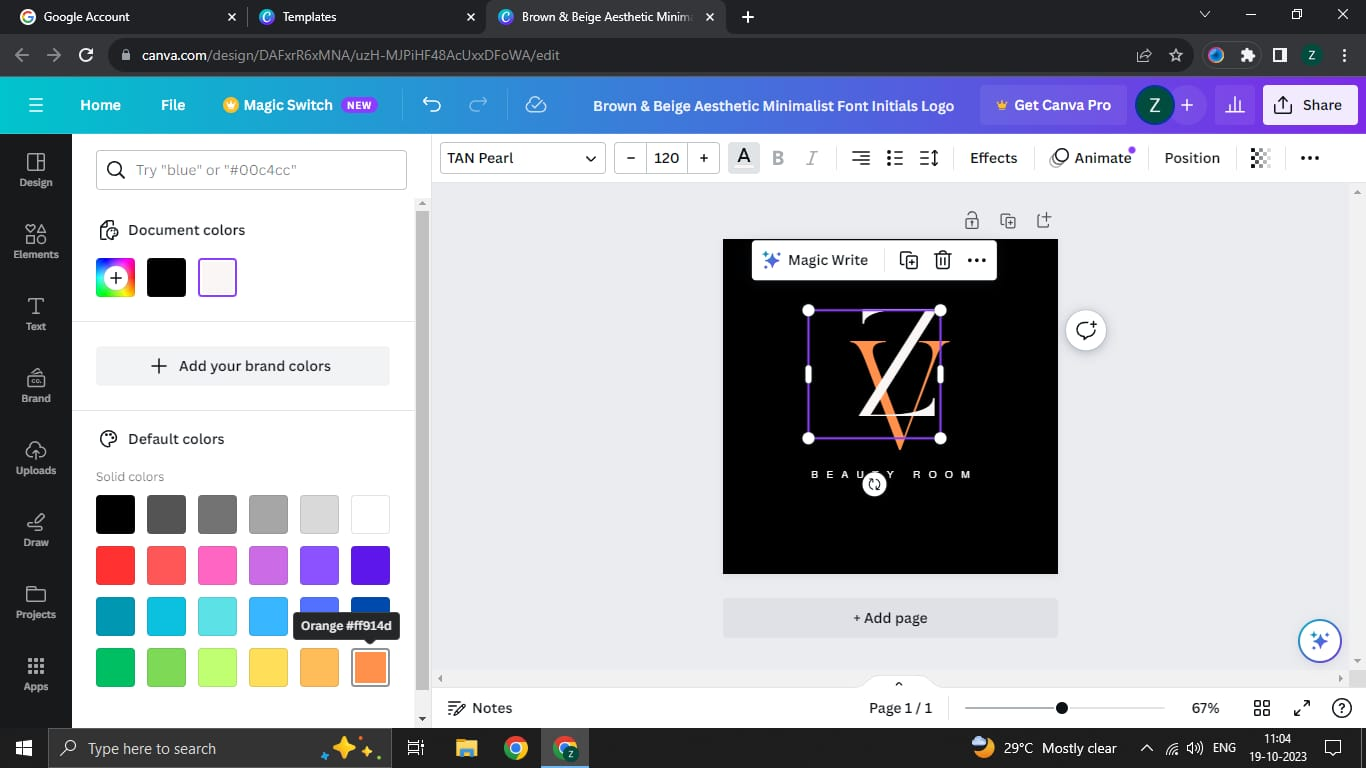 Google Account
Templates
Brown & Beige Aesthetic Minim
canva.com/design/DAFxrR6xMNA/uzH-MJPiHF48AcUxxDFoWA/edit
Z
Home File Magic Switch NEW Brown & Beige Aesthetic Minimalist Font Initials Logo Get Canva Pro Z + Share
Design
Elements
Text
Brand
CO.
Uploads
Draw
Projects
Apps
Try "blue" or "#00c4cc"
Document colors
Add your brand colors
Default colors
Solid colors
Orange #ff914d
TAN Pearl – 120 + A B I Effects Animate Position
Magic Write
Z
V
BEAUTY ROOM
+ Add page
Notes Page 1 / 1 67%
Type here to search 29°C Mostly clear ENG 11:04
19-10-2023